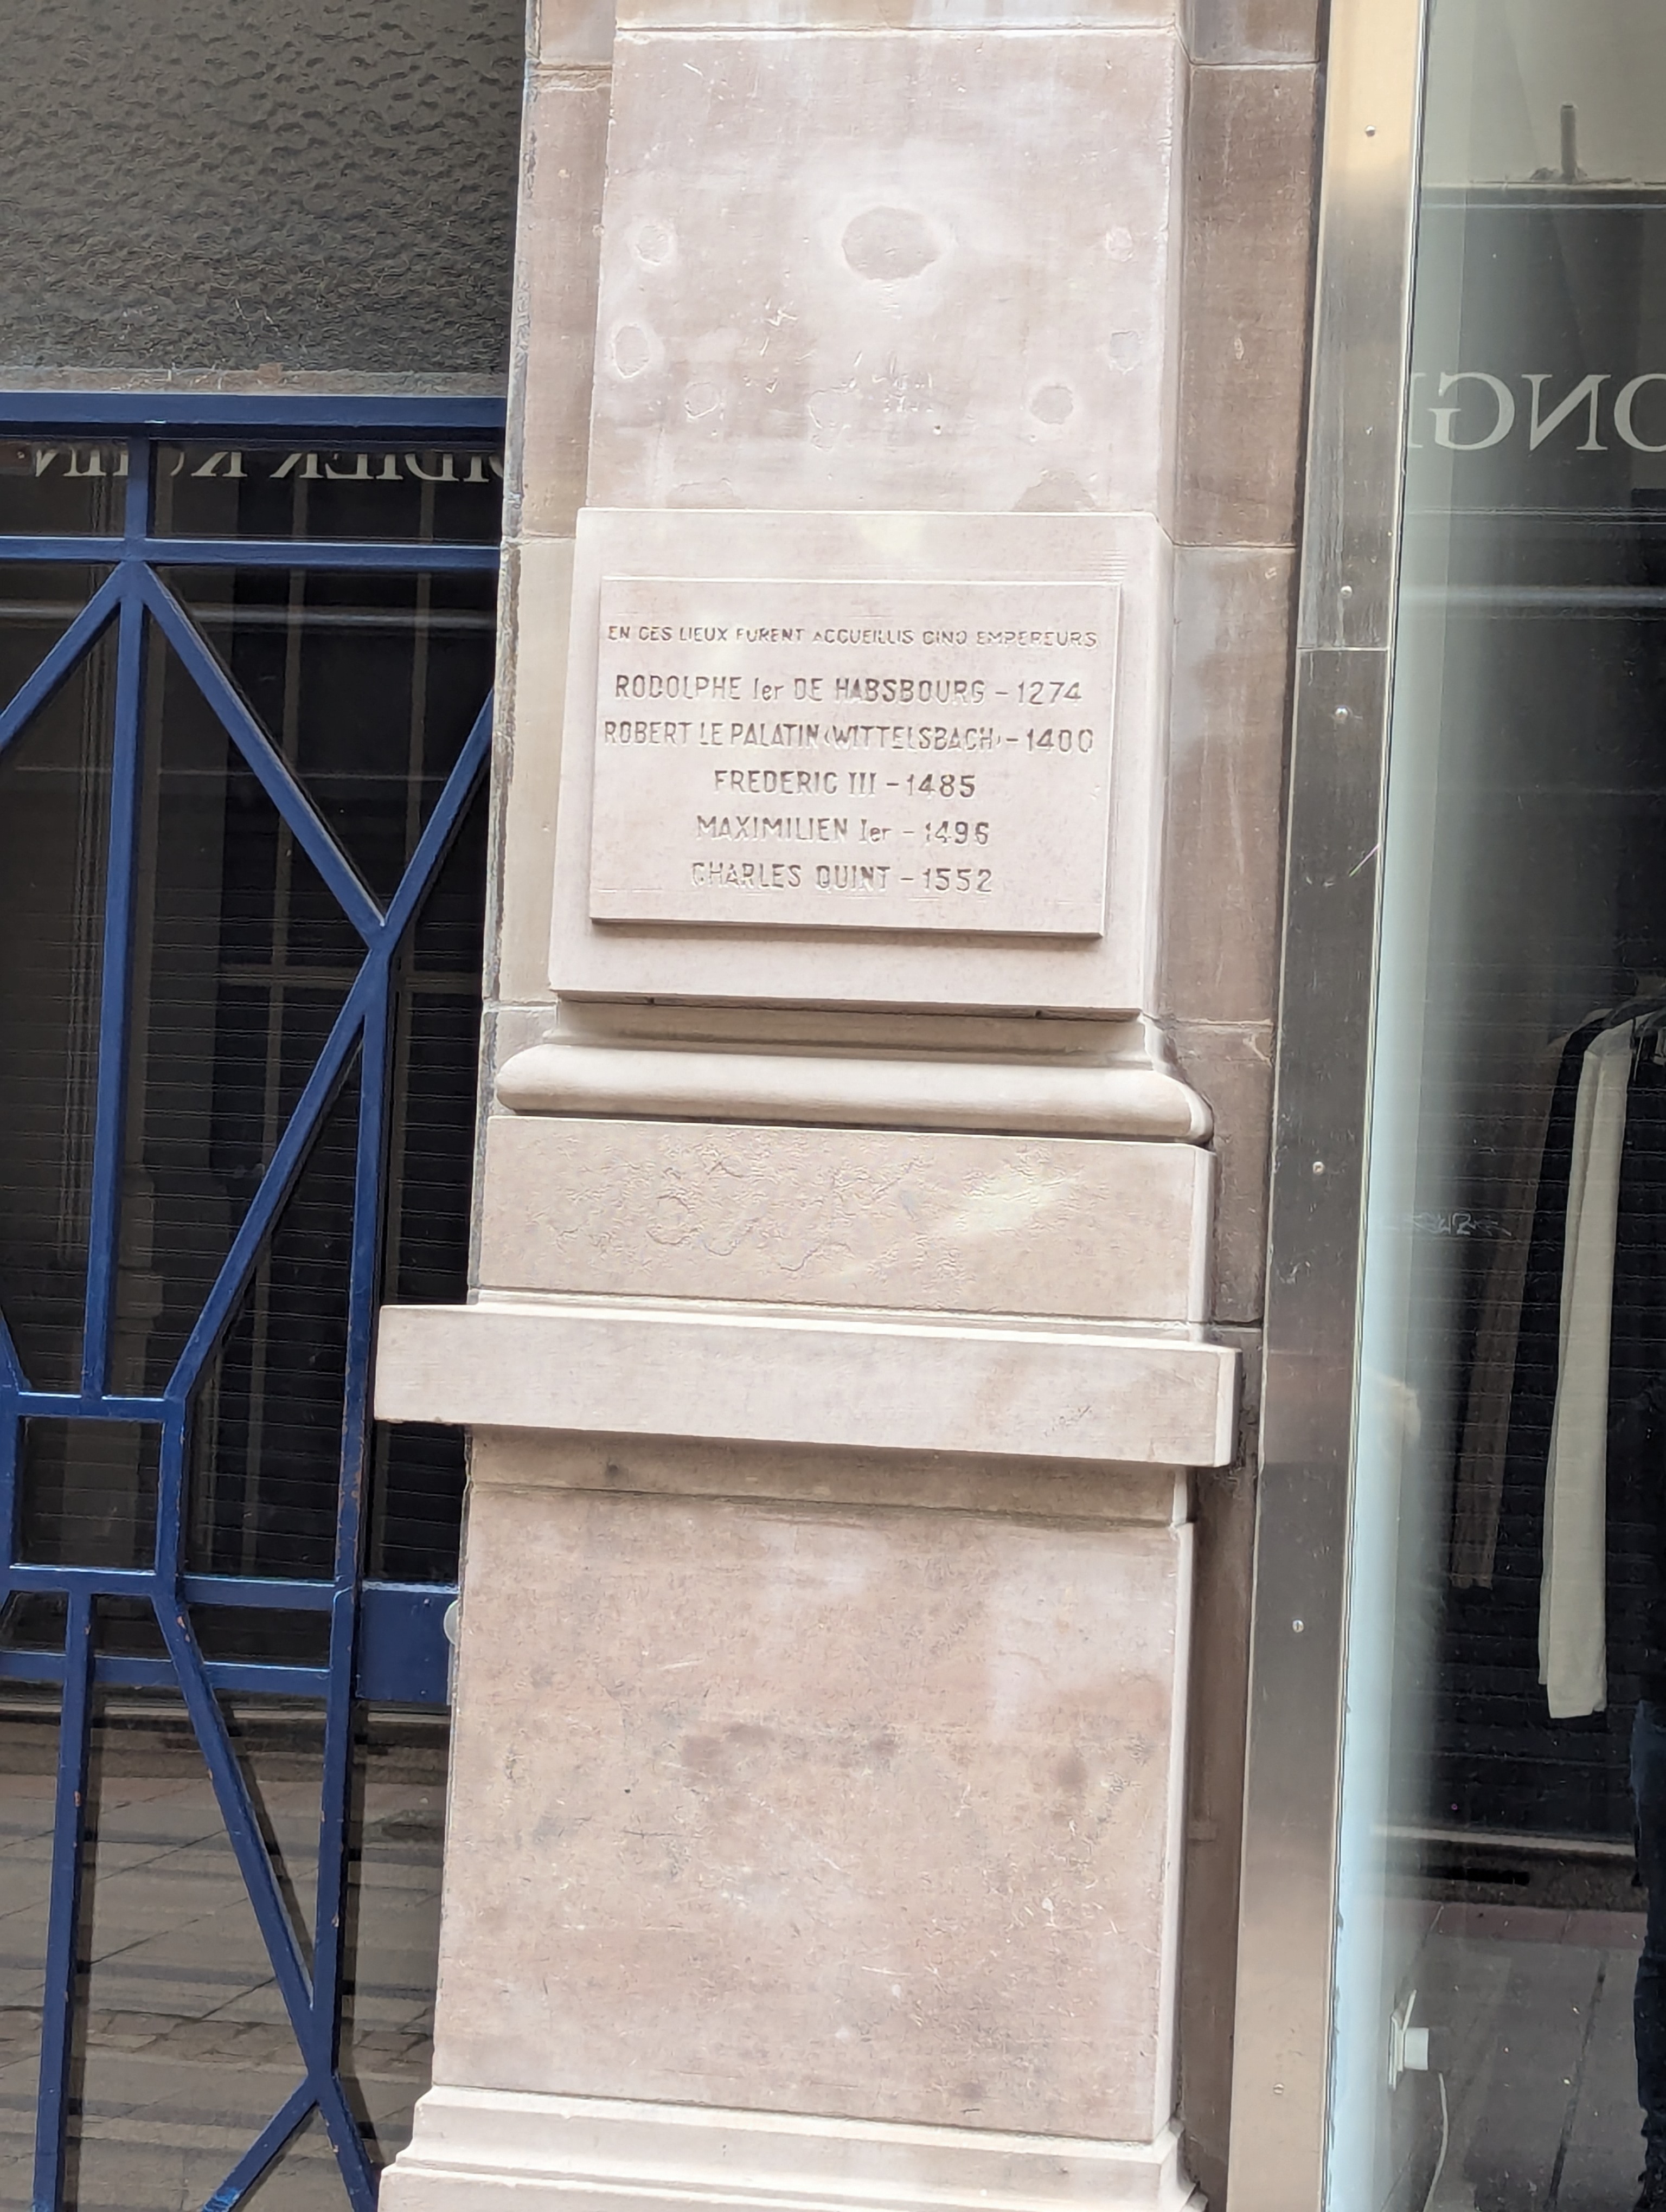 EN CES LIEUX FURENT ACCUEILLIS CINQ EMPEREURS
RODOLPHE Ier DE HABSBOURG - 1274
ROBERT LE PALATIN (WITTELSBACH) - 1400
FREDERIC III - 1485
MAXIMILIEN Ier - 1496
CHARLES QUINT - 1552